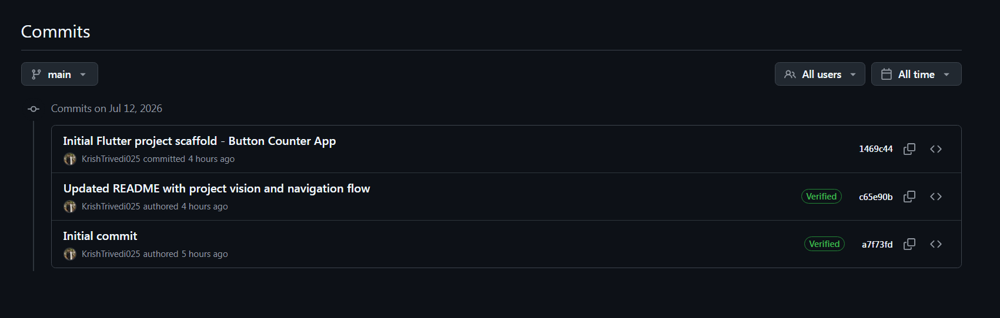 Commits
main
All users
All time
Commits on Jul 12, 2026
Initial Flutter project scaffold - Button Counter App
KrishTrivedi025 committed 4 hours ago
1469c44
Updated README with project vision and navigation flow
KrishTrivedi025 authored 4 hours ago
Verified
c65e90b
Initial commit
KrishTrivedi025 authored 5 hours ago
Verified
a7f73fd